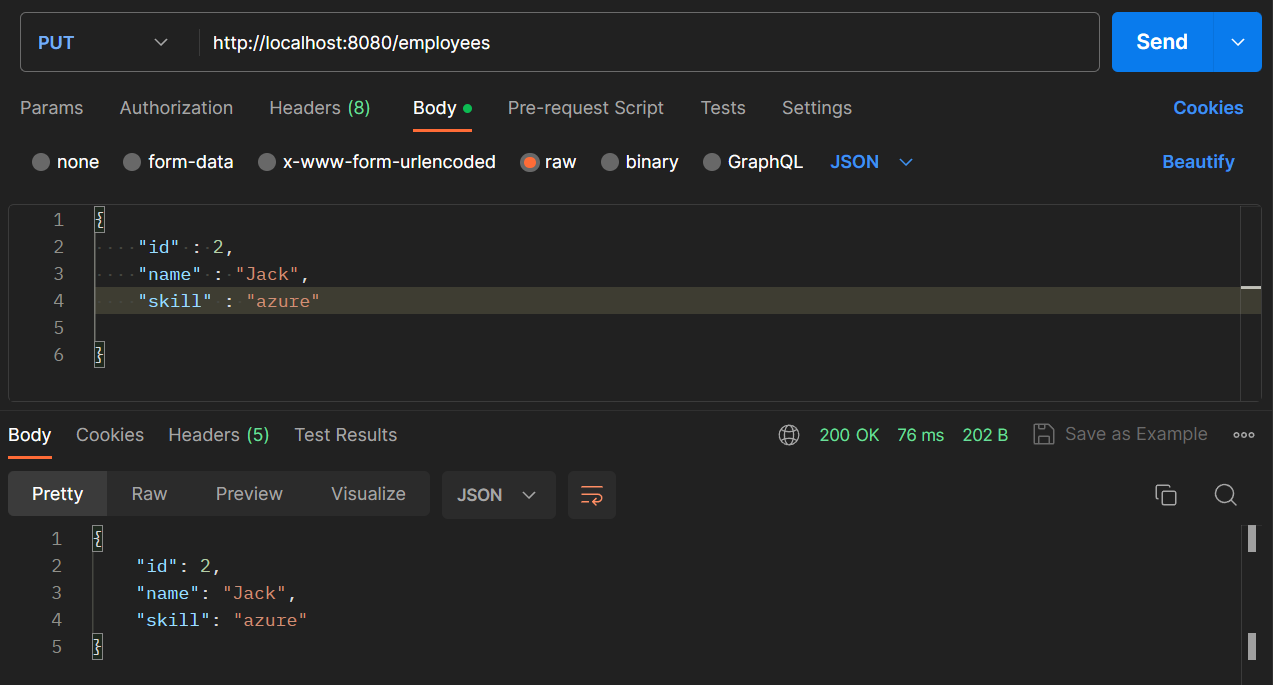 PUT http://localhost:8080/employees Send
Params Authorization Headers (8) Body Pre-request Script Tests Settings Cookies
none form-data x-www-form-urlencoded raw binary GraphQL JSON Beautify
1 {
2 "id" : 2,
3 "name" : "Jack",
4 "skill" : "azure"
5
6 }
Body Cookies Headers (5) Test Results 200 OK 76 ms 202 B Save as Example
Pretty Raw Preview Visualize JSON
1 {
2 "id": 2,
3 "name": "Jack",
4 "skill": "azure"
5 }